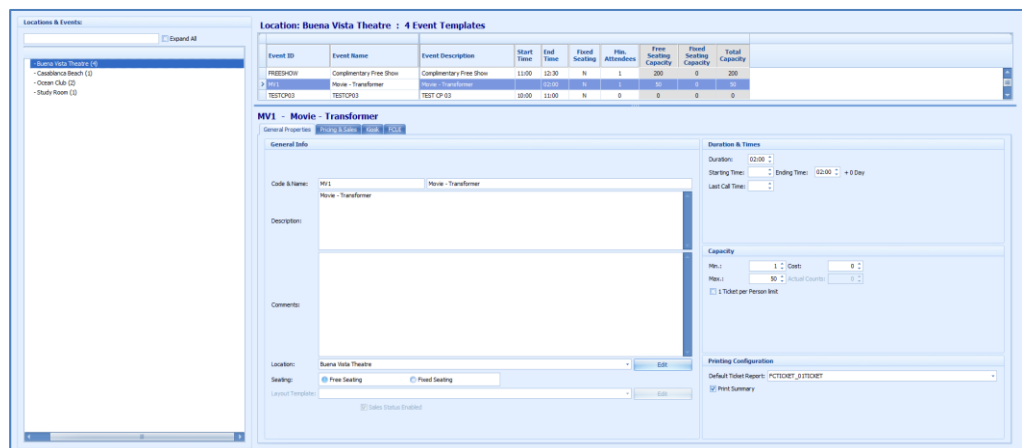 Locations & Events:
Expand All
- Buena Vista Theatre (4)
- Casablanca Beach (1)
- Ocean Club (2)
- Study Room (1)
Location: Buena Vista Theatre : 4 Event Templates
Event ID Event Name Event Description Start Time End Time Fixed Seating Min. Attendees Free Seating Capacity Fixed Seating Capacity Total Capacity
FREESHOW Complimentary Free Show Complimentary Free Show 11:00 12:30 N 1 200 0 200
MV1 Movie - Transformer Movie - Transformer 02:00 N 1 50 0 50
TESTCP03 TESTCP03 TEST CP 03 10:00 11:00 N 0 0 0 0
MV1 - Movie - Transformer
General Properties Pricing & Sales Kiosk
General Info
Code & Name: MV1 Movie - Transformer
Description: Movie - Transformer
Comments:
Location: Buena Vista Theatre Edit
Seating: Free Seating Fixed Seating
Layout Template: Edit
Sales Status Enabled
Duration & Times
Duration: 02:00
Starting Time: Ending Time: 02:00 + 0 Day
Last Call Time:
Capacity
Min.: 1 Cost: 0
Max.: 50 Actual Counts: 0
1 Ticket per Person limit
Printing Configuration
Default Ticket Report: FCTICKET_01TICKET
Print Summary